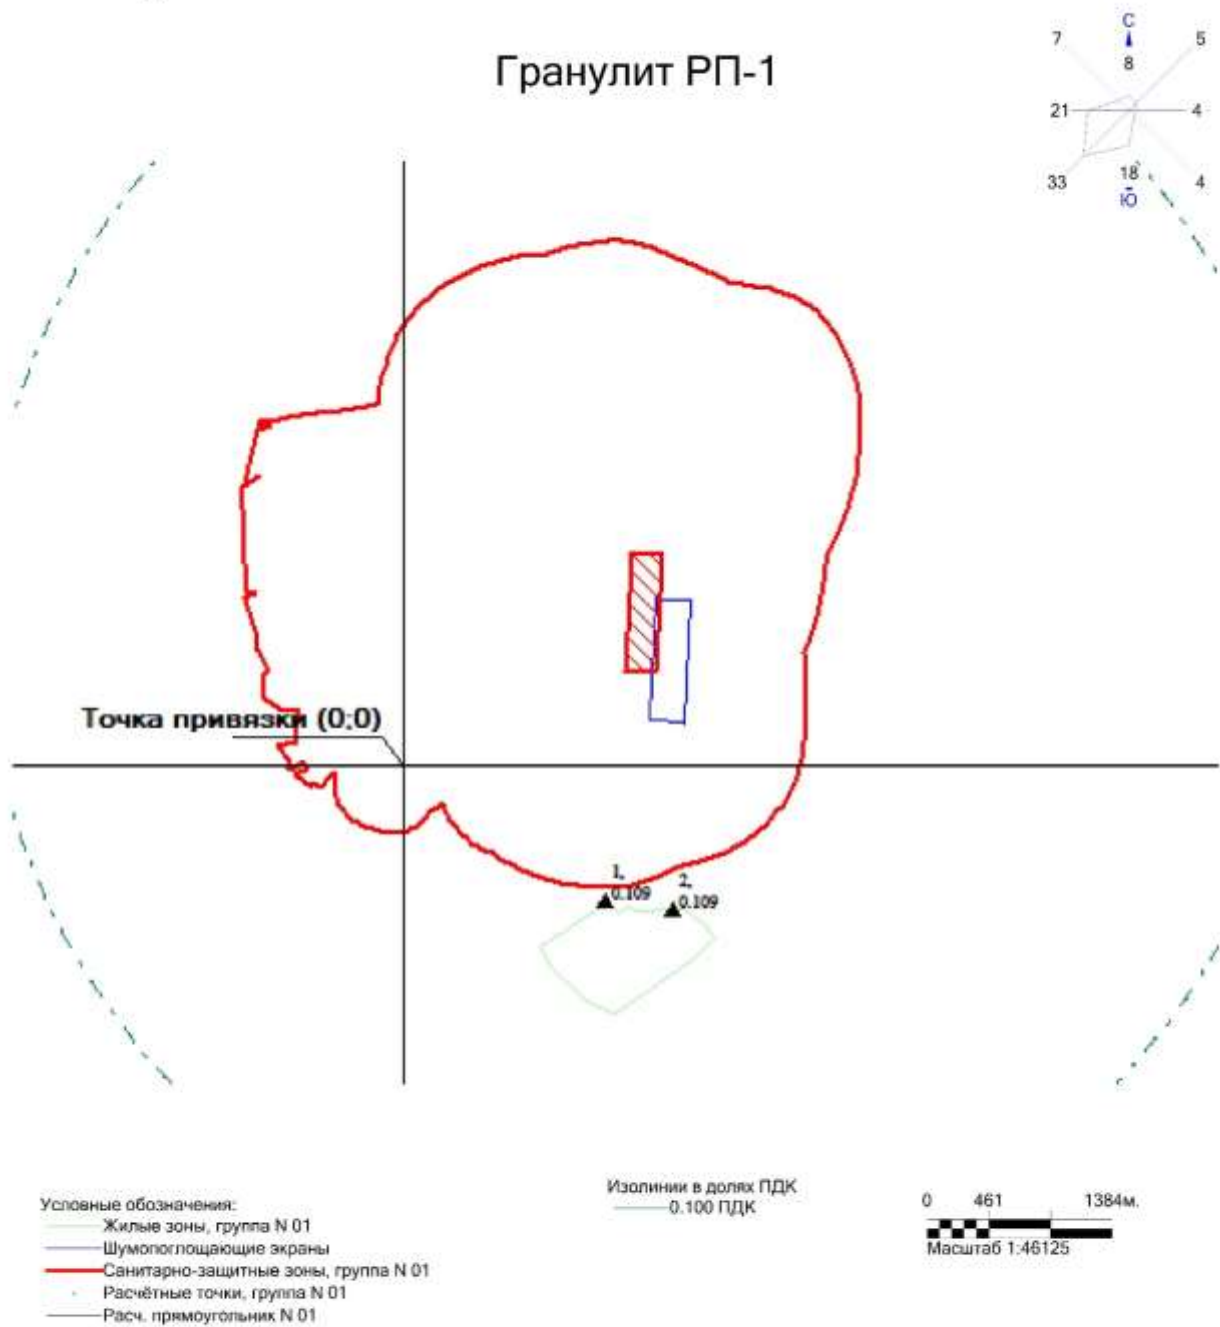 Гранулит РП-1
С
7
5
8
21
4
33
18
4
Ю
Точка привязки (0;0)
1,
0.109
2,
0.109
Условные обозначения:
Жилые зоны, группа N 01
Шумопоглощающие экраны
Санитарно-защитные зоны, группа N 01
Расчётные точки, группа N 01
Расч. прямоугольник N 01
Изолинии в долях ПДК
0.100 ПДК
0 461 1384м.
Масштаб 1:46125